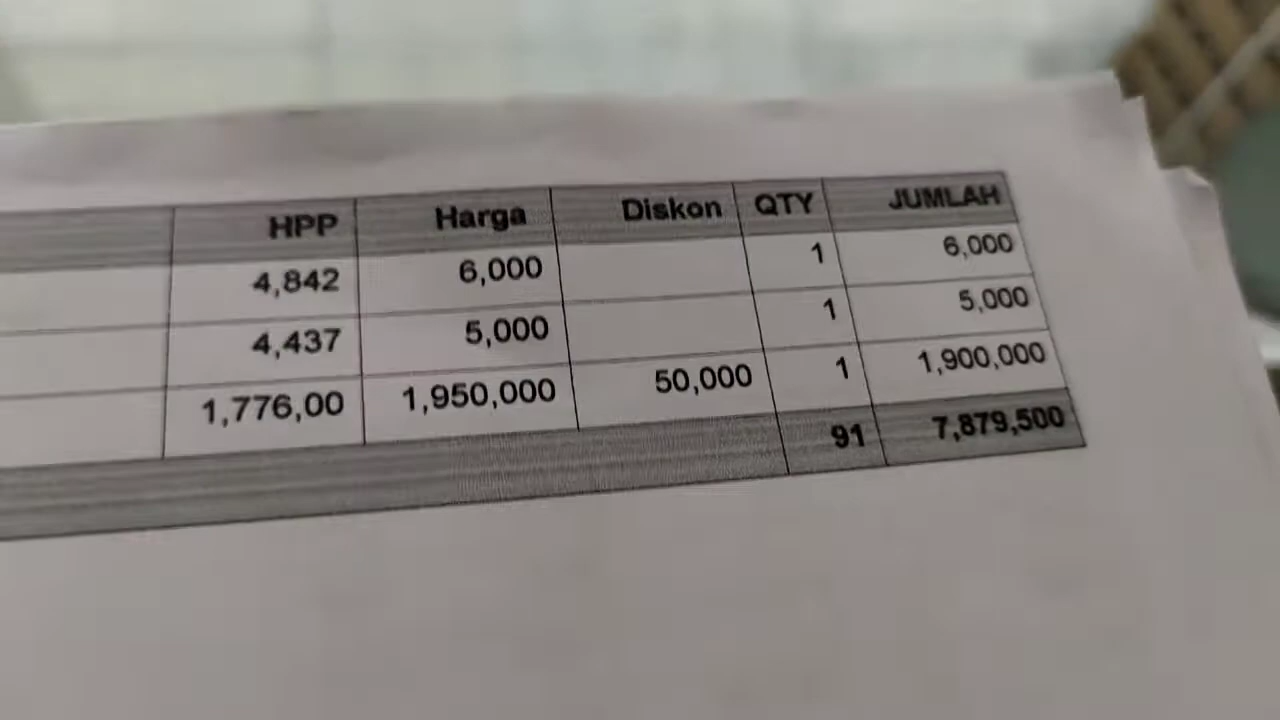 HPP Harga Diskon QTY JUMLAH
4,842 6,000 1 6,000
4,437 5,000 1 5,000
1,776,00 1,950,000 50,000 1 1,900,000
91 7,879,500